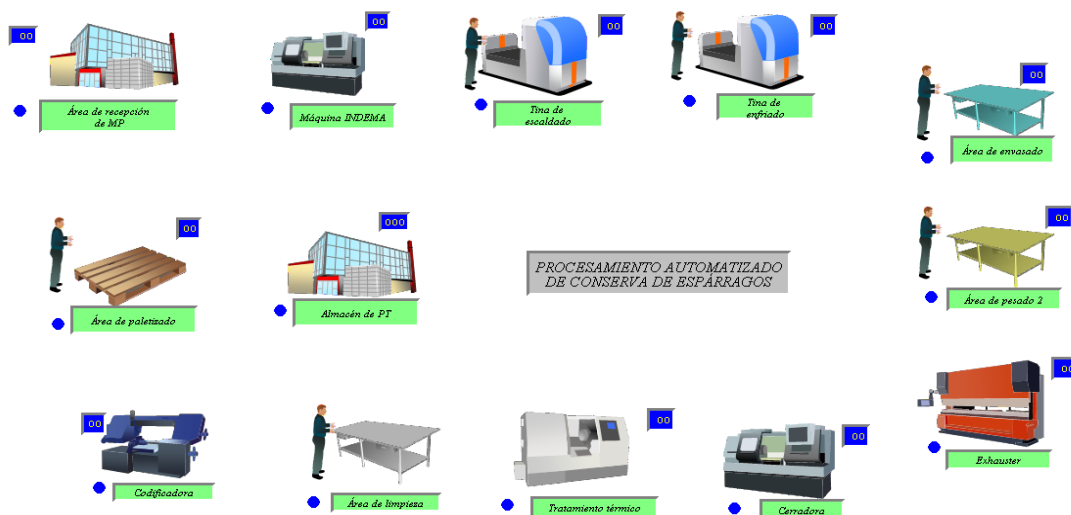 00
00
00
00
00
Área de recepción
de MP
Máquina INDEMA
Tina de
escaldado
Tina de
enfriado
Área de envasado
00
000
00
PROCESAMIENTO AUTOMATIZADO
DE CONSERVA DE ESPÁRRAGOS
Área de paletizado
Almacén de PT
Área de pesado 2
00
00
00
00
Codificadora
Área de limpieza
Tratamiento térmico
Cerradora
Exhauster